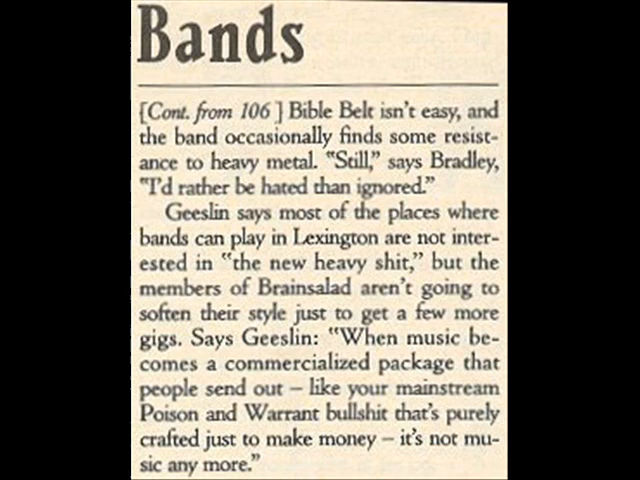 Bands
[Cont. from 106 ] Bible Belt isn't easy, and
the band occasionally finds some resist-
ance to heavy metal. "Still," says Bradley,
"I'd rather be hated than ignored."
Geeslin says most of the places where
bands can play in Lexington are not inter-
ested in "the new heavy shit," but the
members of Brainsalad aren't going to
soften their style just to get a few more
gigs. Says Geeslin: "When music be-
comes a commercialized package that
people send out – like your mainstream
Poison and Warrant bullshit that's purely
crafted just to make money – it's not mu-
sic any more."